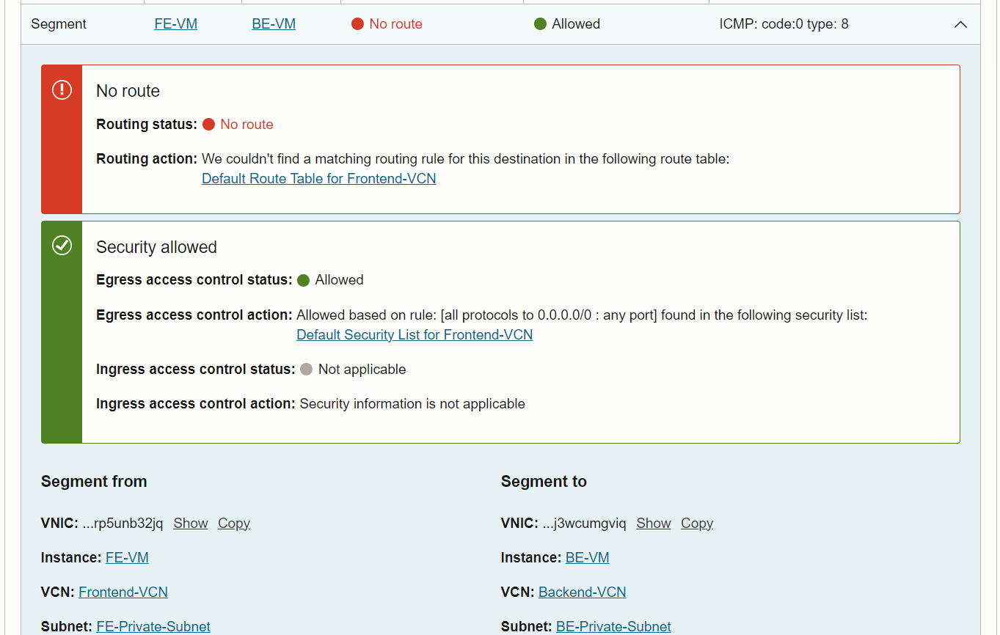 Segment FE-VM BE-VM No route Allowed ICMP: code:0 type: 8
No route
Routing status: No route
Routing action: We couldn't find a matching routing rule for this destination in the following route table:
Default Route Table for Frontend-VCN
Security allowed
Egress access control status: Allowed
Egress access control action: Allowed based on rule: [all protocols to 0.0.0.0/0 : any port] found in the following security list:
Default Security List for Frontend-VCN
Ingress access control status: Not applicable
Ingress access control action: Security information is not applicable
Segment from
VNIC: ...rp5unb32jq Show Copy
Instance: FE-VM
VCN: Frontend-VCN
Subnet: FE-Private-Subnet
Segment to
VNIC: ...j3wcumgviq Show Copy
Instance: BE-VM
VCN: Backend-VCN
Subnet: BE-Private-Subnet